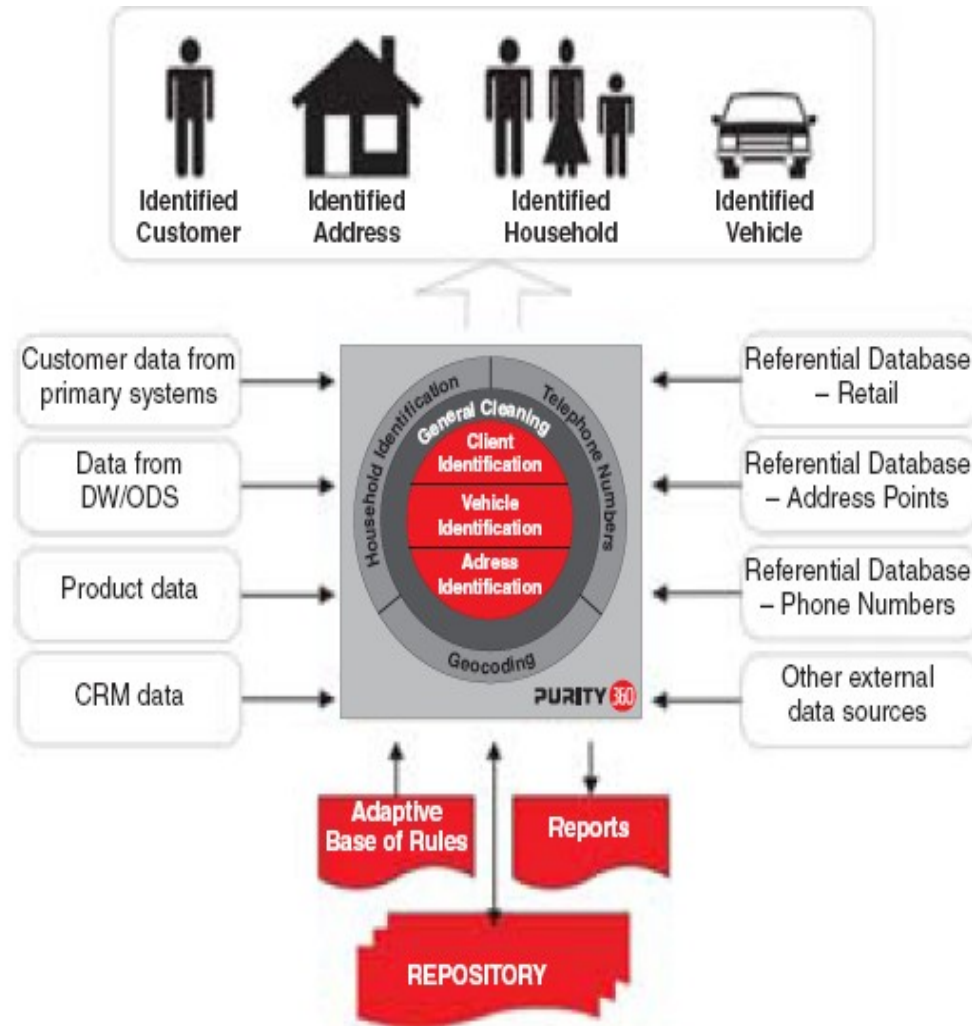 Identified
Customer
Identified
Address
Identified
Household
Identified
Vehicle
Customer data from
primary systems
Data from
DW/ODS
Product data
CRM data
Household Identification
Telephone Numbers
General Cleaning
Client
Identification
Vehicle
Identification
Adress
Identification
Geocoding
PURITY 360
Referential Database
– Retail
Referential Database
– Address Points
Referential Database
– Phone Numbers
Other external
data sources
Adaptive
Base of Rules
Reports
REPOSITORY